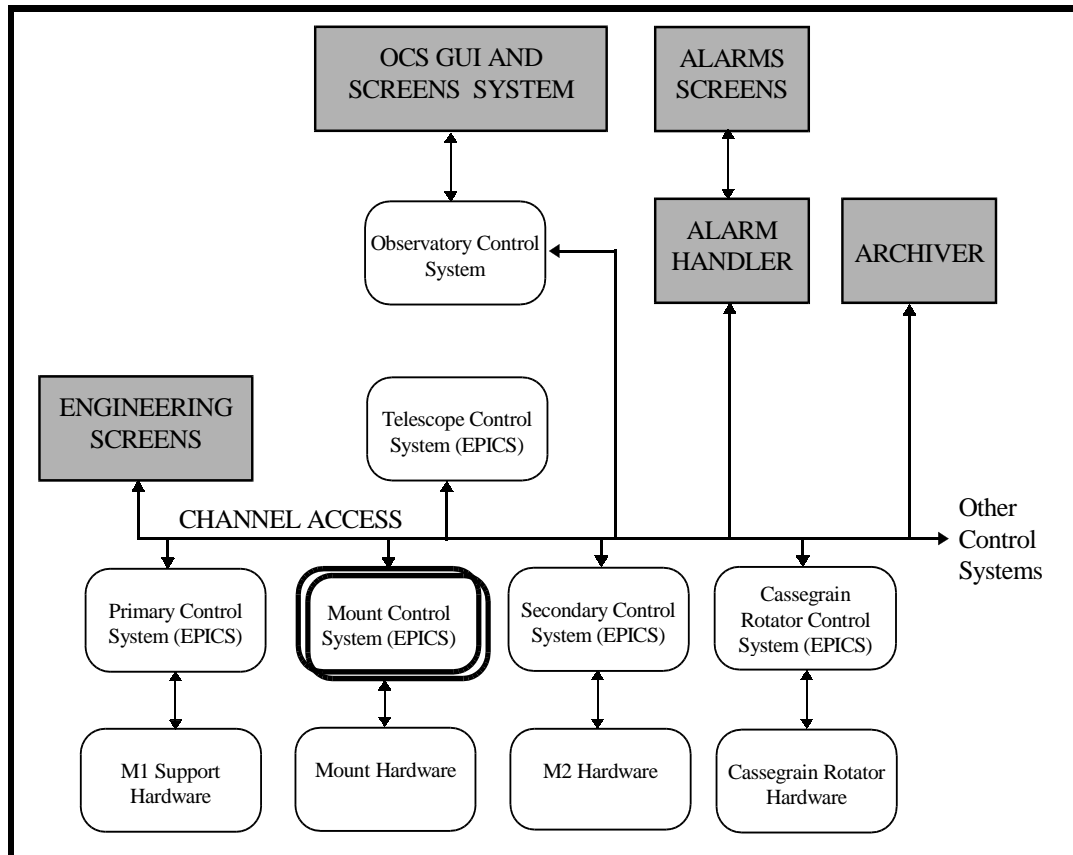 OCS GUI AND
SCREENS SYSTEM
ALARMS
SCREENS
Observatory Control
System
ALARM
HANDLER
ARCHIVER
ENGINEERING
SCREENS
Telescope Control
System (EPICS)
CHANNEL ACCESS
Other
Control
Systems
Primary Control
System (EPICS)
Mount Control
System (EPICS)
Secondary Control
System (EPICS)
Cassegrain
Rotator Control
System (EPICS)
M1 Support
Hardware
Mount Hardware
M2 Hardware
Cassegrain Rotator
Hardware